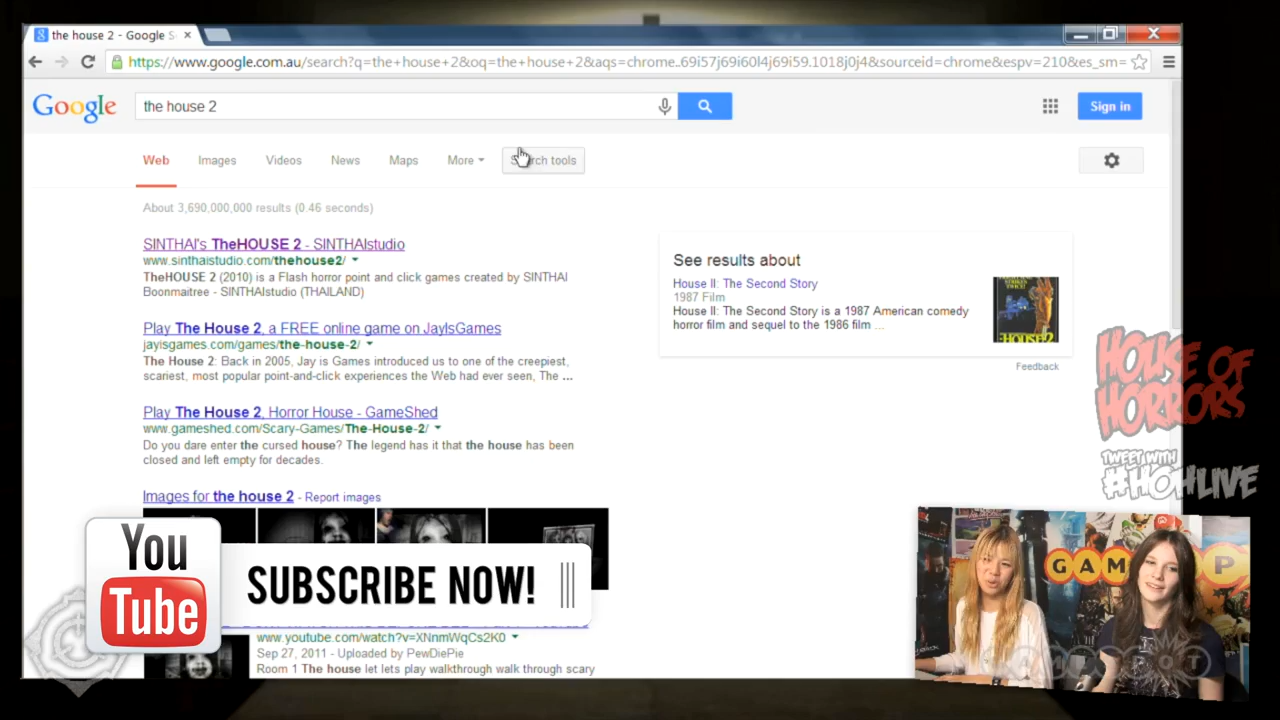 the house 2 - Google S
https://www.google.com.au/search?q=the+house+2&oq=the+house+2&aqs=chrome..69i57j69i60l4j69i59.1018j0j4&sourceid=chrome&espv=210&es_sm=
Google
the house 2
Sign in
Web Images Videos News Maps More Search tools
About 3,690,000,000 results (0.46 seconds)
SINTHAI's TheHOUSE 2 - SINTHAIstudio
www.sinthaistudio.com/thehouse2/
TheHOUSE 2 (2010) is a Flash horror point and click games created by SINTHAI
Boonmaitree - SINTHAIstudio (THAILAND)
Play The House 2, a FREE online game on JayIsGames
jayisgames.com/games/the-house-2/
The House 2: Back in 2005, Jay is Games introduced us to one of the creepiest,
scariest, most popular point-and-click experiences the Web had ever seen, The ...
Play The House 2, Horror House - GameShed
www.gameshed.com/Scary-Games/The-House-2/
Do you dare enter the cursed house? The legend has it that the house has been
closed and left empty for decades.
Images for the house 2 - Report images
www.youtube.com/watch?v=XNnmWqCs2K0
Sep 27, 2011 - Uploaded by PewDiePie
Room 1 The house let lets play walkthrough walk through scary
See results about
House II: The Second Story
1987 Film
House II: The Second Story is a 1987 American comedy
horror film and sequel to the 1986 film ...
HOUSE 2
Feedback
HOUSE OF
HORRORS
TWEET WITH
#HOHLIVE
You
Tube
SUBSCRIBE NOW!
GAM
P
GAMESPOT